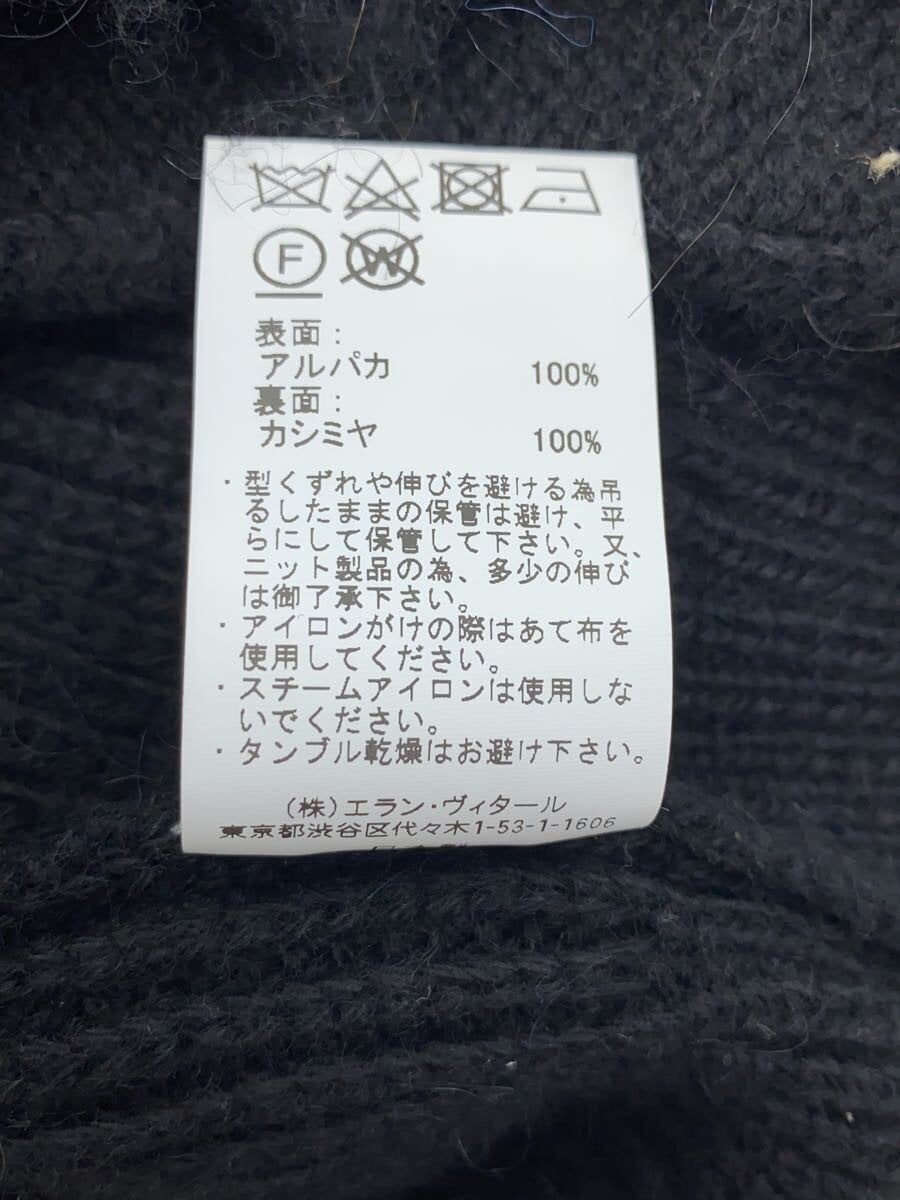 F W
表面:
アルパカ 100%
裏面:
カシミヤ 100%
・型くずれや伸びを避ける為吊
るしたままの保管は避け、平
らにして保管して下さい。又、
ニット製品の為、多少の伸び
は御了承下さい。
・アイロンがけの際はあて布を
使用してください。
・スチームアイロンは使用しな
いでください。
・タンブル乾燥はお避け下さい。
(株)エラン・ヴィタール
東京都渋谷区代々木1-53-1-1606